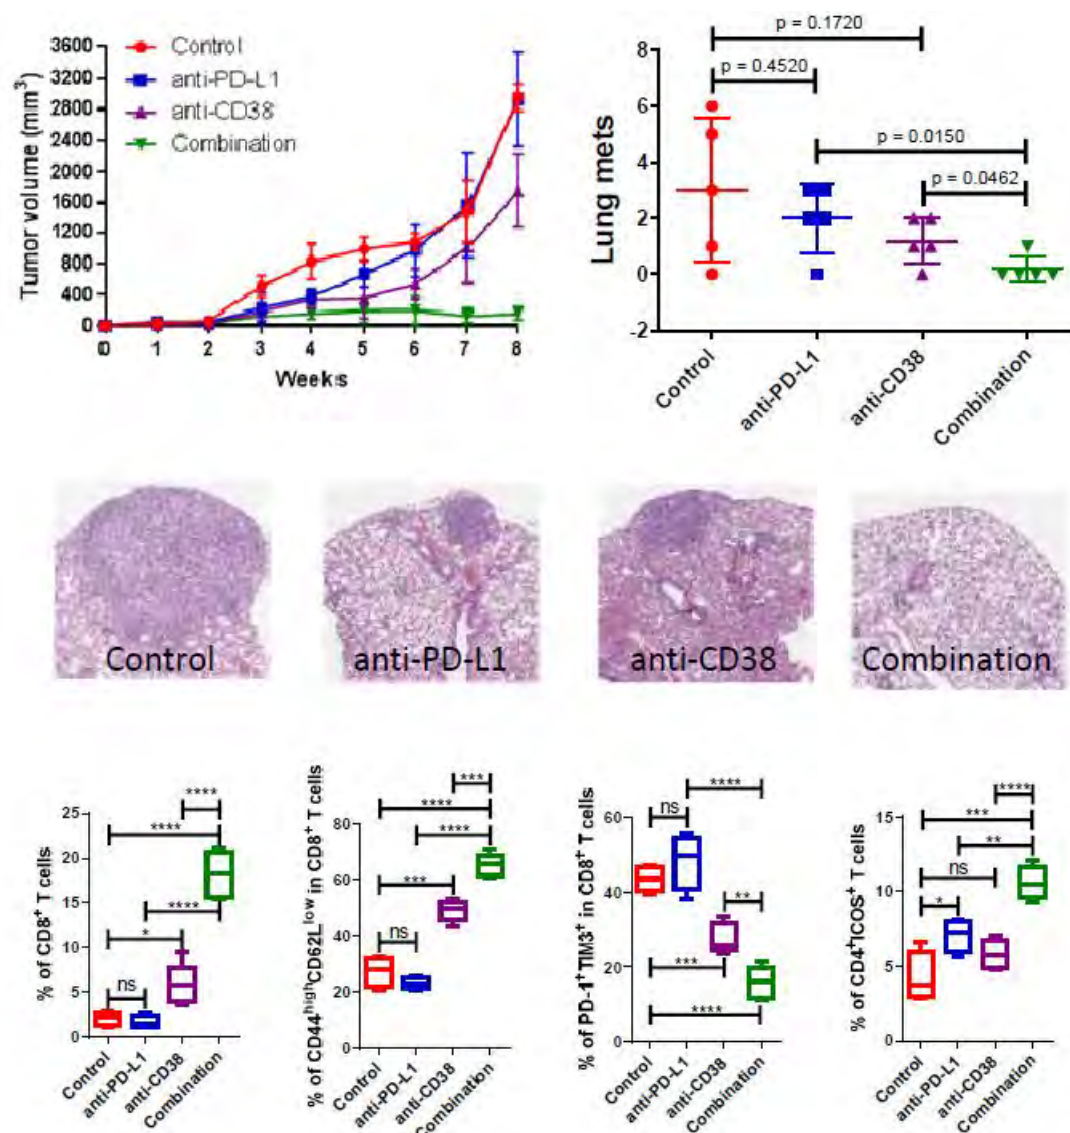 3600
3200
2800
2400
2000
1600
1200
800
400
0
Tumor volume (mim³)
Control
anti-PD-L1
anti-CD38
Combination
0 1 2 3 4 5 6 7 8
Weeks
p = 0.1720
p = 0.4520
p = 0.0150
p = 0.0462
8
6
4
2
0
-2
Lung mets
Control
anti-PD-L1
anti-CD38
Combination
Control
anti-PD-L1
anti-CD38
Combination
% of CD8⁺ T cells
25
20
15
10
5
0
****
****
****
*
ns
Control
anti-PD-L1
anti-CD38
Combination
% of CD44ʰⁱᵍʰCD62Lˡᵒʷ in CD8⁺ T cells
80
60
40
20
0
***
****
****
***
ns
Control
anti-PD-L1
anti-CD38
Combination
% of PD-1⁺TIM3⁺ in CD8⁺ T cells
60
40
20
0
****
ns
**
***
****
Control
anti-PD-L1
anti-CD38
Combination
% of CD4⁺ICOS⁺ T cells
15
10
5
0
****
***
**
ns
*
Control
anti-PD-L1
anti-CD38
Combination